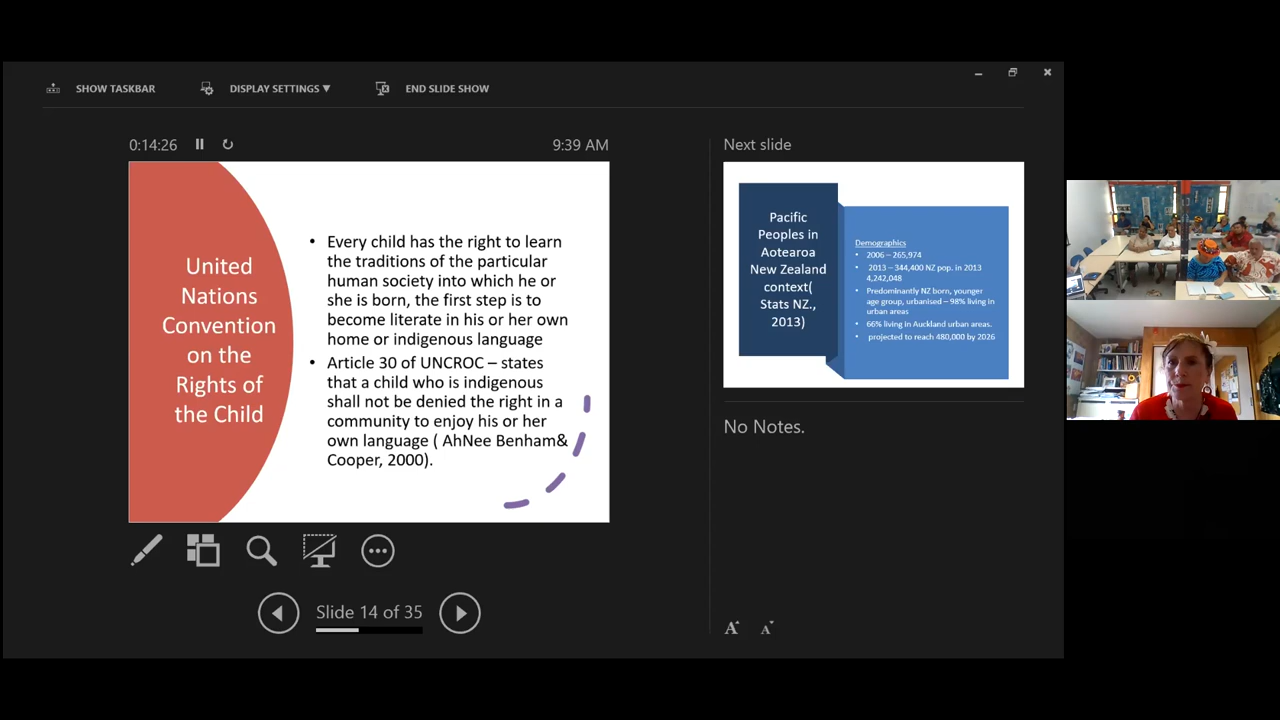 SHOW TASKBAR
DISPLAY SETTINGS ▼
END SLIDE SHOW
0:14:26
9:39 AM
United
Nations
Convention
on the
Rights of
the Child
• Every child has the right to learn
the traditions of the particular
human society into which he or
she is born, the first step is to
become literate in his or her own
home or indigenous language
• Article 30 of UNCROC – states
that a child who is indigenous
shall not be denied the right in a
community to enjoy his or her
own language ( AhNee Benham&
Cooper, 2000).
Slide 14 of 35
Next slide
Pacific
Peoples in
Aotearoa
New Zealand
context(
Stats NZ.,
2013)
Demographics
• 2006 – 265,974
• 2013 – 344,400 NZ pop. in 2013
4,242,048
• Predominantly NZ born, younger
age group, urbanised – 98% living in
urban areas
• 66% living in Auckland urban areas.
• projected to reach 480,000 by 2026
No Notes.
A A